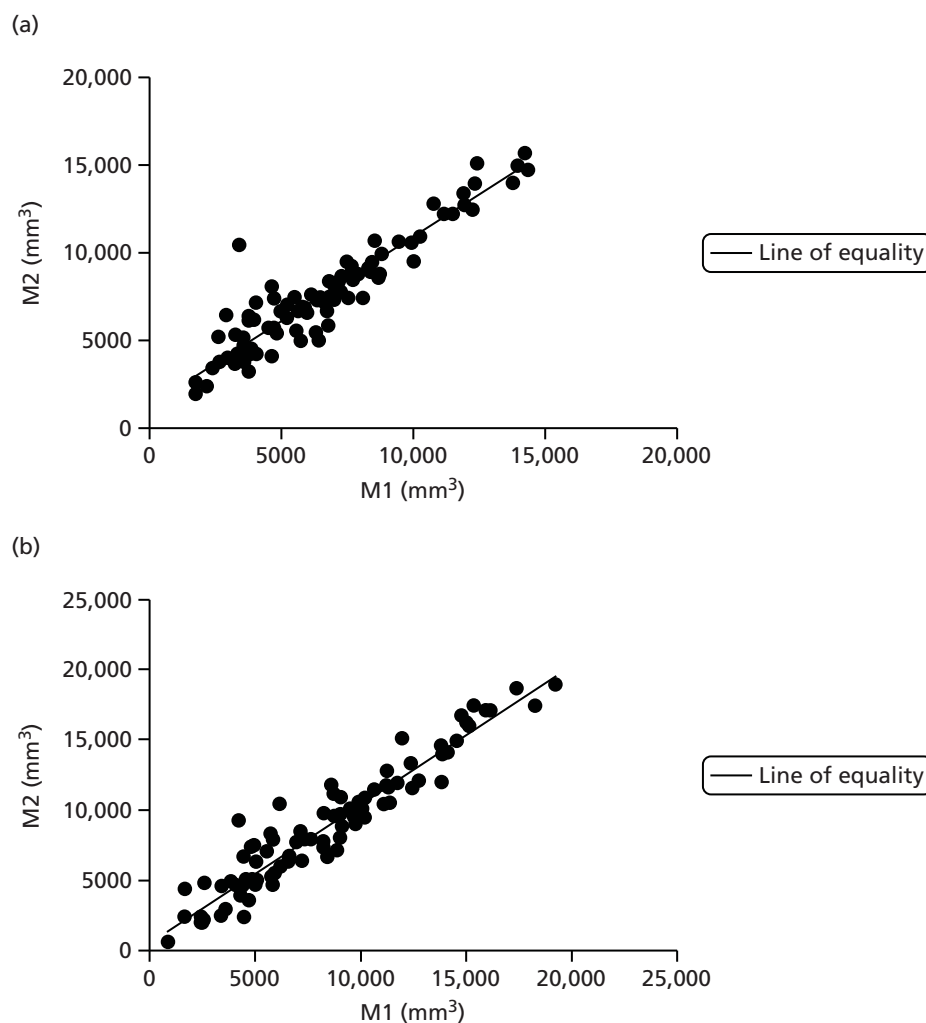 (a)
20,000
15,000
10,000
5000
0
M2 (mm³)
0 5000 10,000 15,000 20,000
M1 (mm³)
Line of equality
(b)
25,000
20,000
15,000
10,000
5000
0
M2 (mm³)
0 5000 10,000 15,000 20,000 25,000
M1 (mm³)
Line of equality